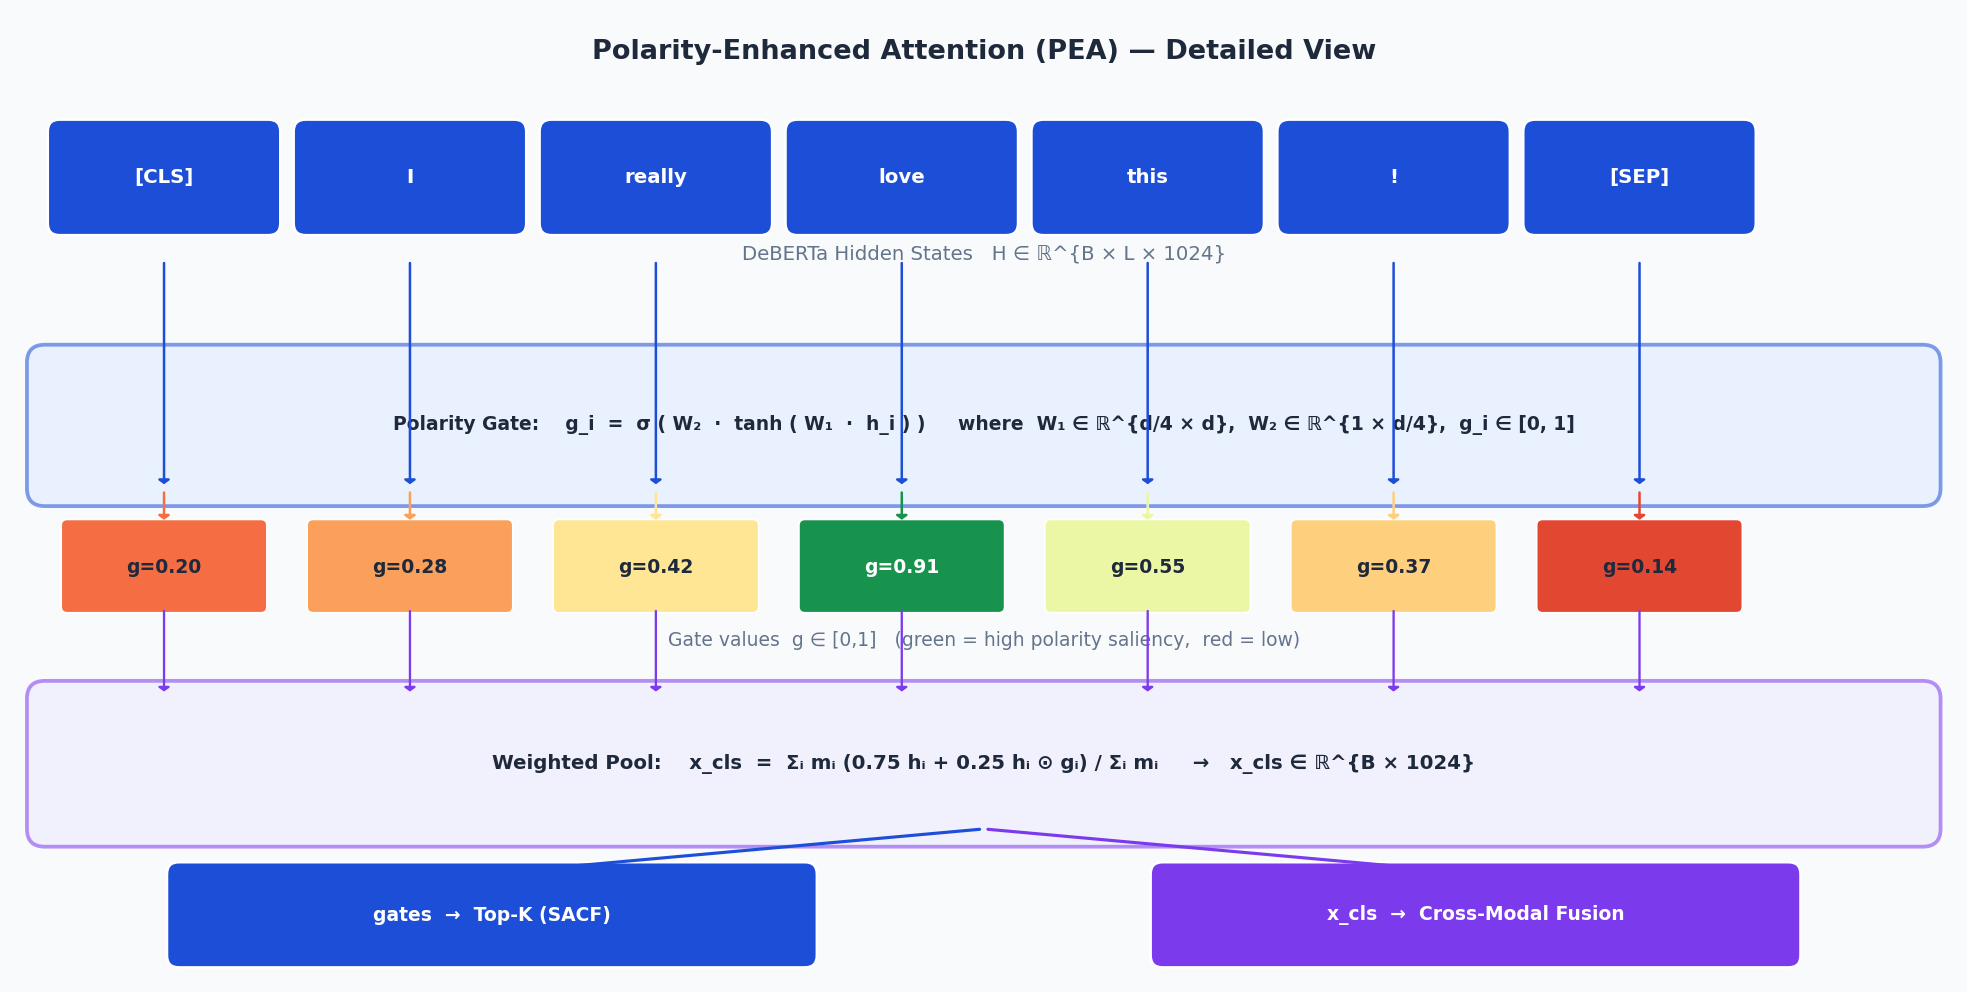 Polarity-Enhanced Attention (PEA) — Detailed View
[CLS] I really love this ! [SEP]
DeBERTa Hidden States H ∈ ℝ^{B × L × 1024}
Polarity Gate: g_i = σ ( W₂ · tanh ( W₁ · h_i ) ) where W₁ ∈ ℝ^{d/4 × d}, W₂ ∈ ℝ^{1 × d/4}, g_i ∈ [0, 1]
g=0.20 g=0.28 g=0.42 g=0.91 g=0.55 g=0.37 g=0.14
Gate values g ∈ [0,1] (green = high polarity saliency, red = low)
Weighted Pool: x_cls = Σᵢ mᵢ (0.75 hᵢ + 0.25 hᵢ ⊙ gᵢ) / Σᵢ mᵢ → x_cls ∈ ℝ^{B × 1024}
gates → Top-K (SACF) x_cls → Cross-Modal Fusion